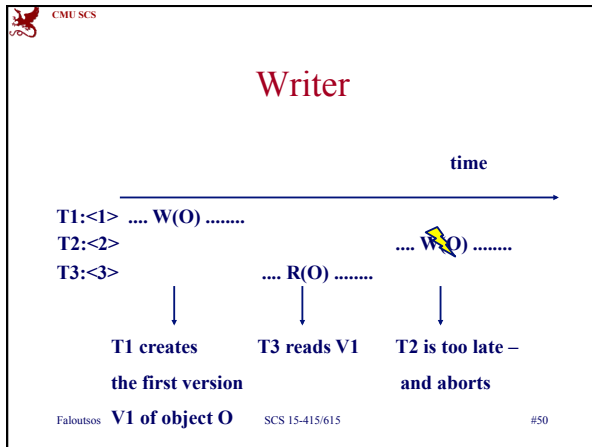 CMU SCS
Writer
time
T1:<1> .... W(O) ........
T2:<2> .... W(O) ........
T3:<3> .... R(O) ........
T1 creates
the first version
V1 of object O
T3 reads V1
T2 is too late –
and aborts
Faloutsos
SCS 15-415/615
#50